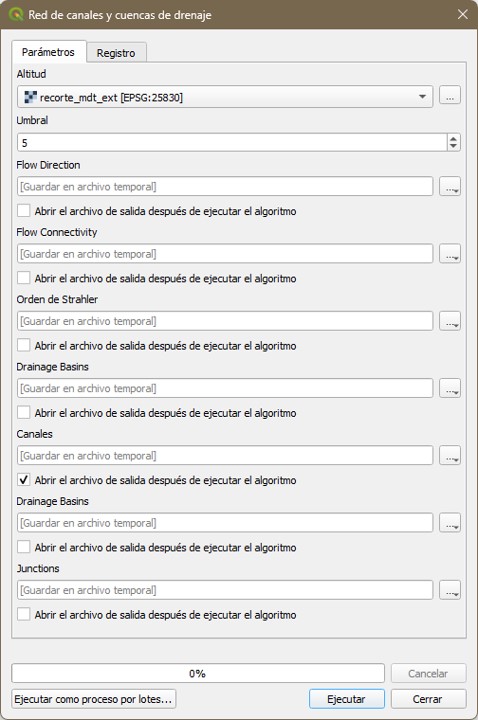 Red de canales y cuencas de drenaje
Parámetros
Registro
Altitud
recorte_mdt_ext [EPSG:25830]
...
Umbral
5
Flow Direction
[Guardar en archivo temporal]
...
Abrir el archivo de salida después de ejecutar el algoritmo
Flow Connectivity
[Guardar en archivo temporal]
...
Abrir el archivo de salida después de ejecutar el algoritmo
Orden de Strahler
[Guardar en archivo temporal]
...
Abrir el archivo de salida después de ejecutar el algoritmo
Drainage Basins
[Guardar en archivo temporal]
...
Abrir el archivo de salida después de ejecutar el algoritmo
Canales
[Guardar en archivo temporal]
...
Abrir el archivo de salida después de ejecutar el algoritmo
Drainage Basins
[Guardar en archivo temporal]
...
Abrir el archivo de salida después de ejecutar el algoritmo
Junctions
[Guardar en archivo temporal]
...
Abrir el archivo de salida después de ejecutar el algoritmo
0%
Cancelar
Ejecutar como proceso por lotes...
Ejecutar
Cerrar